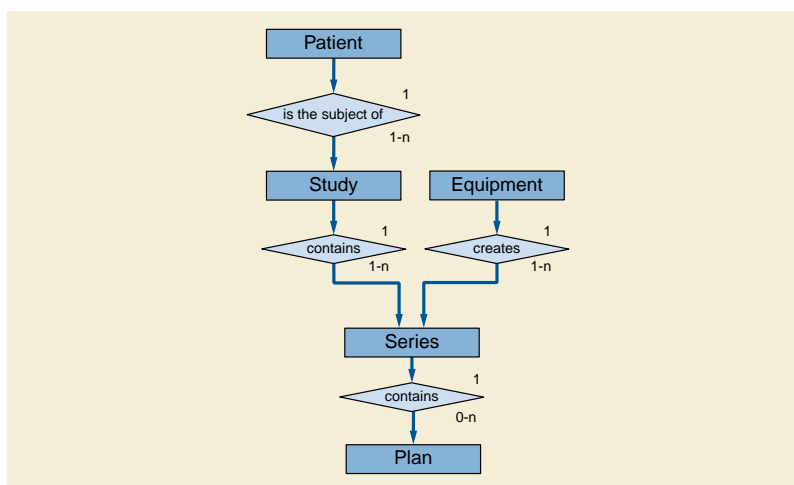 Patient
1
is the subject of
1-n
Study
Equipment
1
1
contains
creates
1-n
1-n
Series
1
contains
0-n
Plan